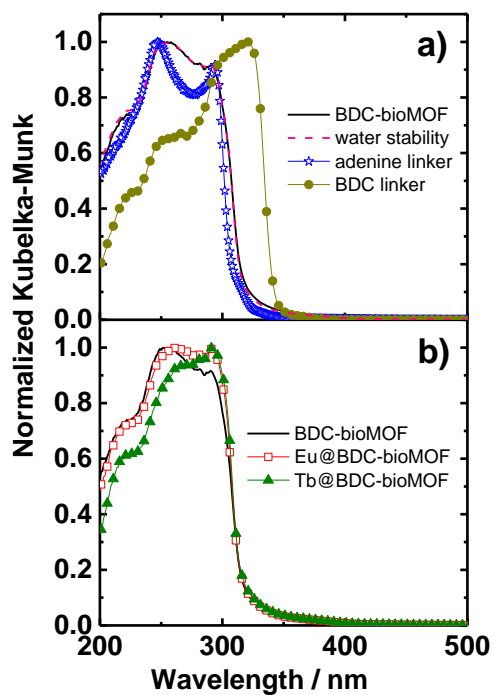 Normalized Kubelka-Munk
a)
1.0
0.8
0.6
0.4
0.2
0.0
BDC-bioMOF
water stability
adenine linker
BDC linker
b)
1.0
0.8
0.6
0.4
0.2
0.0
BDC-bioMOF
Eu@BDC-bioMOF
Tb@BDC-bioMOF
200 300 400 500
Wavelength / nm